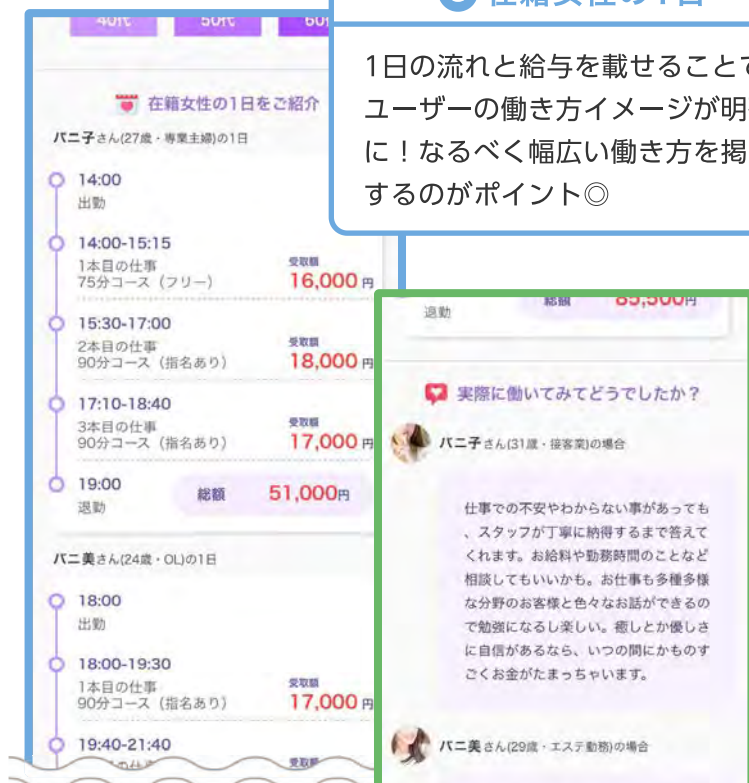 40代 50代
在籍女性の1日
1日の流れと給与を載せることで
ユーザーの働き方イメージが明
に！なるべく幅広い働き方を掲
するのがポイント◎
在籍女性の1日をご紹介
バニ子さん(27歳・専業主婦)の1日
14:00
出勤
14:00-15:15
1本目の仕事
75分コース（フリー）
受取額
16,000 円
15:30-17:00
2本目の仕事
90分コース（指名あり）
受取額
18,000 円
17:10-18:40
3本目の仕事
90分コース（指名あり）
受取額
17,000 円
19:00
退勤
総額 51,000円
バニ美さん(24歳・OL)の1日
18:00
出勤
18:00-19:30
1本目の仕事
90分コース（指名あり）
受取額
17,000 円
19:40-21:40
受取額
退勤
総額 85,500円
実際に働いてみてどうでしたか？
バニ子さん(31歳・接客業)の場合
仕事での不安やわからない事があっても
、スタッフが丁寧に納得するまで答えて
くれます。お給料や勤務時間のことなど
相談してもいいかも。お仕事も多種多様
な分野のお客様と色々なお話ができるの
で勉強になるし楽しい。癒しとか優しさ
に自信があるなら、いつの間にかものす
ごくお金がたまっちゃいます。
バニ美さん(29歳・エステ勤務)の場合